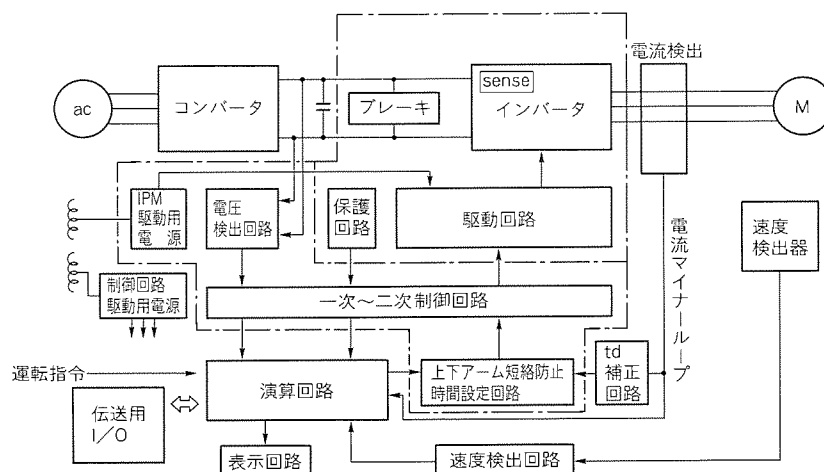 電流検出
sense
ac
コンバータ
ブレーキ
インバータ
M
IPM
駆動用
電 源
電圧
検出回路
保護
回路
駆動回路
電流マイナーループ
速度
検出器
制御回路
駆動用電源
一次〜二次制御回路
運転指令
演算回路
上下アーム短絡防止
時間設定回路
td
補正
回路
伝送用
I/O
表示回路
速度検出回路